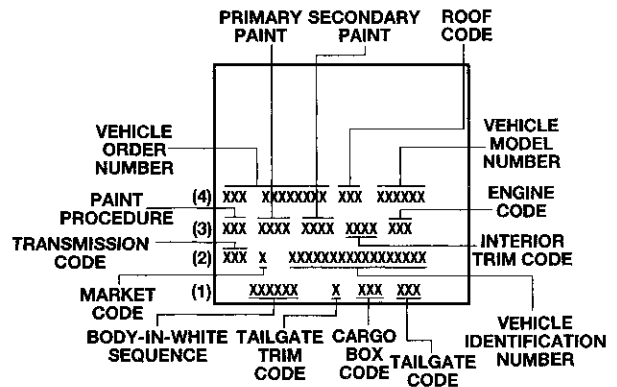 PRIMARY SECONDARY ROOF
PAINT PAINT CODE
VEHICLE ORDER NUMBER
VEHICLE MODEL NUMBER
(4) XXX XXXXXXXX XXX XXXXXX
PAINT PROCEDURE
ENGINE CODE
(3) XXX XXXX XXXX XXXX XXX
TRANSMISSION CODE
INTERIOR TRIM CODE
(2) XXX X XXXXXXXXXXXXXXXXX
MARKET CODE
(1) XXXXXX X XXX XXX
BODY-IN-WHITE SEQUENCE
TAILGATE TRIM CODE
CARGO BOX CODE
TAILGATE CODE
VEHICLE IDENTIFICATION NUMBER